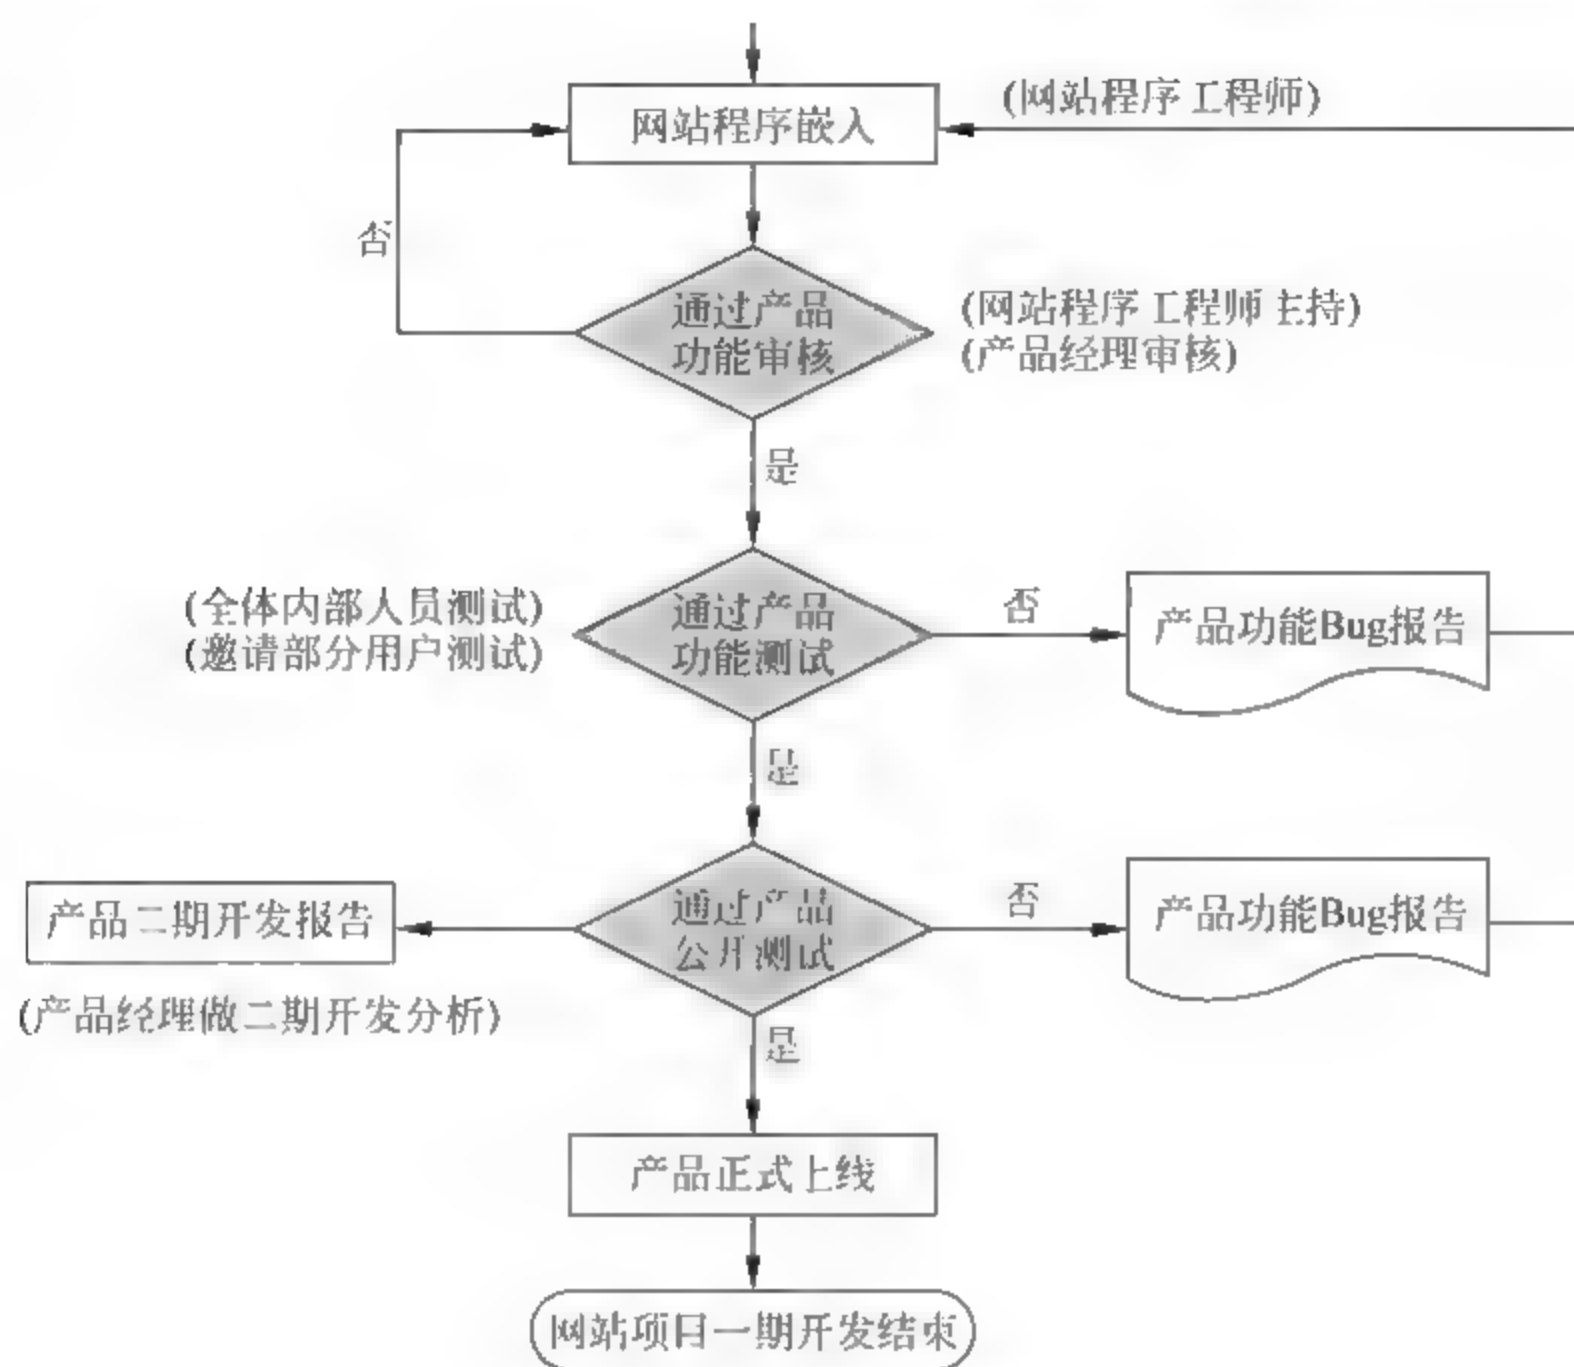 (网站程序工程师)
网站程序嵌入
否
通过产品
功能审核
(网站程序工程师主持)
(产品经理审核)
是
(全体内部人员测试)
(邀请部分用户测试)
通过产品
功能测试
否
产品功能Bug报告
是
产品二期开发报告
(产品经理做二期开发分析)
通过产品
公开测试
否
产品功能Bug报告
是
产品正式上线
网站项目一期开发结束